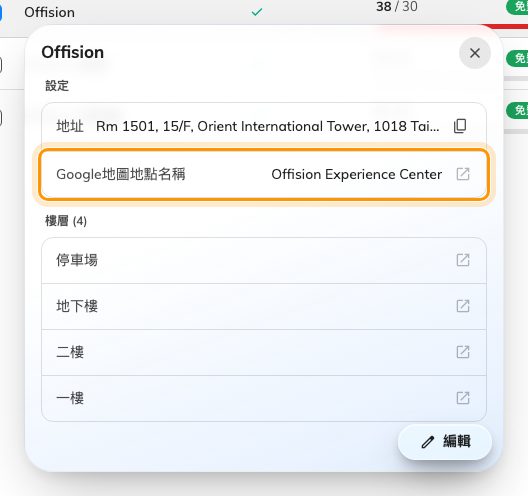 Offision
38 / 30
Offision
設定
地址 Rm 1501, 15/F, Orient International Tower, 1018 Tai...
Google地圖地點名稱 Offision Experience Center
樓層 (4)
停車場
地下樓
二樓
一樓
編輯